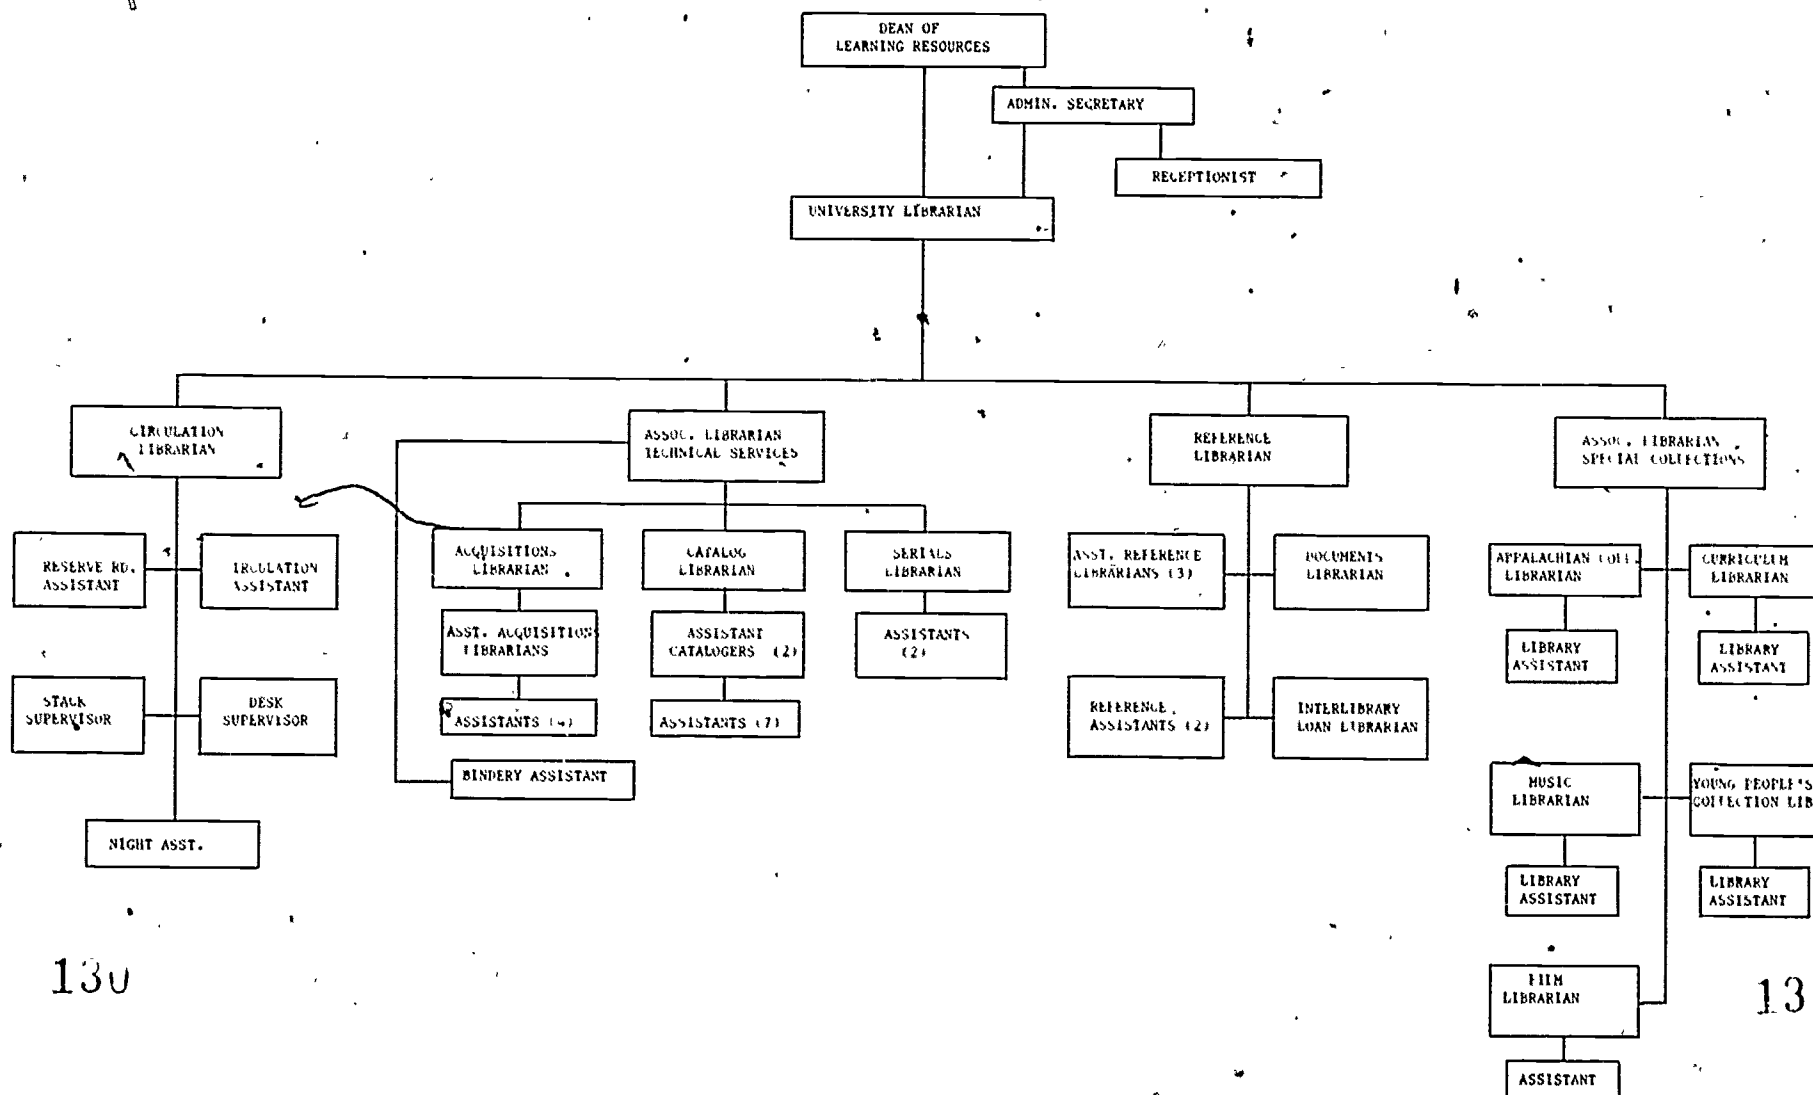 DEAN OF
LEARNING RESOURCES
ADMIN. SECRETARY
RECEPTIONIST
UNIVERSITY LIBRARIAN
CIRCULATION
LIBRARIAN
ASSOC. LIBRARIAN
TECHNICAL SERVICES
REFERENCE
LIBRARIAN
ASSOC. LIBRARIAN
SPECIAL COLLECTIONS
RESERVE RD.
ASSISTANT
IRCULATION
ASSISTANT
ACQUISITIONS
LIBRARIAN
CATALOG
LIBRARIAN
SERIALS
LIBRARIAN
ASST. REFERENCE
LIBRARIANS (3)
DOCUMENTS
LIBRARIAN
APPALACHIAN COLL.
LIBRARIAN
CURRICULUM
LIBRARIAN
ASST. ACQUISITIONS
LIBRARIANS
ASSISTANT
CATALOGERS (2)
ASSISTANTS
(2)
LIBRARY
ASSISTANT
LIBRARY
ASSISTANT
STACK
SUPERVISOR
DESK
SUPERVISOR
ASSISTANTS (4)
ASSISTANTS (7)
REFERENCE
ASSISTANTS (2)
INTERLIBRARY
LOAN LIBRARIAN
BINDERY ASSISTANT
MUSIC
LIBRARIAN
YOUNG PEOPLE'S
COLLECTION LIB
NIGHT ASST.
LIBRARY
ASSISTANT
LIBRARY
ASSISTANT
FILM
LIBRARIAN
ASSISTANT
130
13